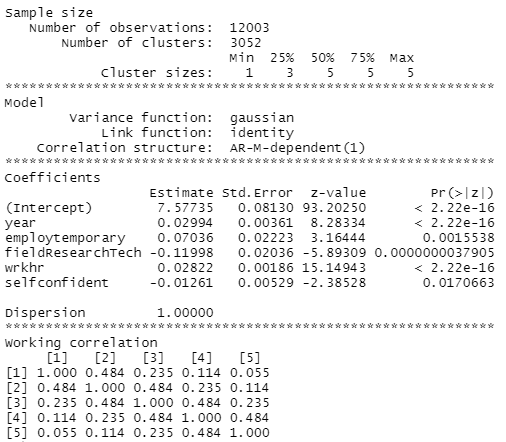 Sample size
Number of observations: 12003
Number of clusters: 3052
Min 25% 50% 75% Max
Cluster sizes: 1 3 5 5 5
*************************************************************
Model
Variance function: gaussian
Link function: identity
Correlation structure: AR-M-dependent(1)
*************************************************************
Coefficients
Estimate Std.Error z-value Pr(>|z|)
(Intercept) 7.57735 0.08130 93.20250 < 2.22e-16
year 0.02994 0.00361 8.28334 < 2.22e-16
employtemporary 0.07036 0.02223 3.16444 0.0015538
fieldResearchTech -0.11998 0.02036 -5.89309 0.0000000037905
wrkhr 0.02822 0.00186 15.14943 < 2.22e-16
selfconfident -0.01261 0.00529 -2.38528 0.0170663
Dispersion 1.00000
*************************************************************
Working correlation
[1] [2] [3] [4] [5]
[1] 1.000 0.484 0.235 0.114 0.055
[2] 0.484 1.000 0.484 0.235 0.114
[3] 0.235 0.484 1.000 0.484 0.235
[4] 0.114 0.235 0.484 1.000 0.484
[5] 0.055 0.114 0.235 0.484 1.000